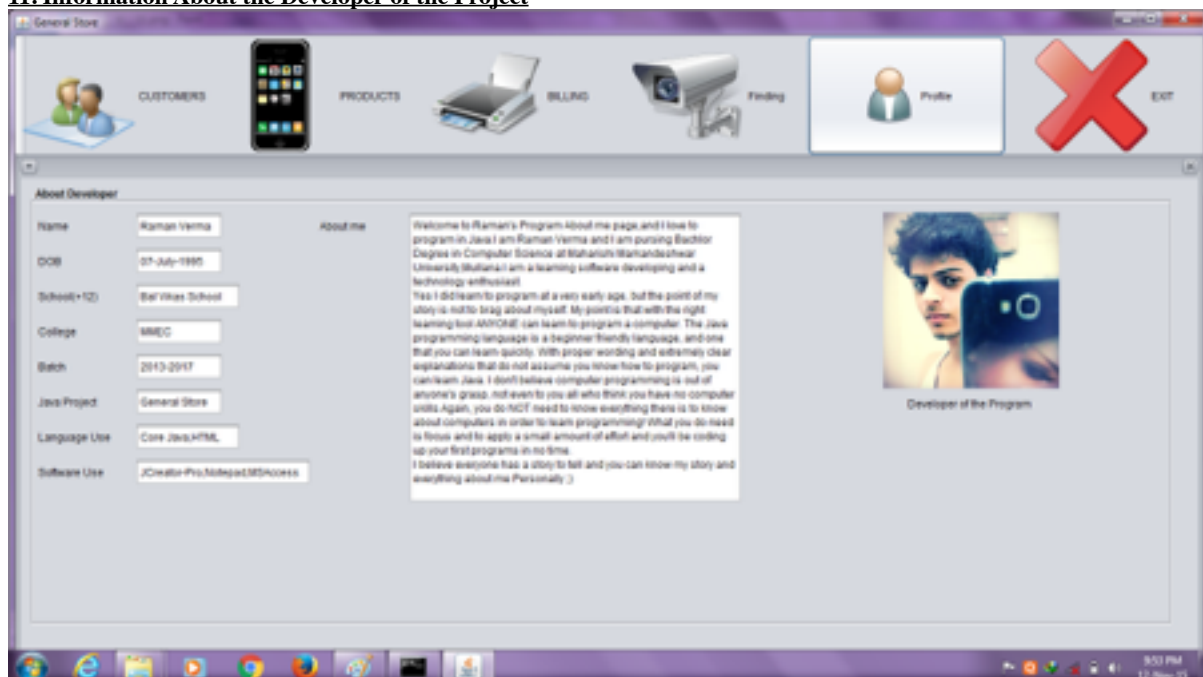 11. Information About the Developer of the Project
General Store
CUSTOMERS
PRODUCTS
BILLING
Finding
Profile
EXIT
About Developer
Name
Raman Verma
DOB
07-July-1995
School(+12)
Bal Vikas School
College
MMEC
Batch
2013-2017
Java Project
General Store
Language Use
Core Java,HTML
Software Use
JCreator-Pro,Notepad,MSAccess
About me
Welcome to Raman's Program About me page,and I love to
program in Java.I am Raman Verma and I am pursing Bachlor
Degree in Computer Science at Maharishi Markandeshwar
University,Mullana.I am a learning software developing and a
technology enthusiast.
Yes I did learn to program at a very early age, but the point of my
story is not to brag about myself. My point is that with the right
learning tool ANYONE can learn to program a computer. The Java
programming language is a beginner friendly language, and one
that you can learn quickly. With proper wording and extremely clear
explanations that do not assume you know how to program, you
can learn Java. I don't believe computer programming is out of
anyone's grasp, not even to you all who think you have no computer
skills Again, you do NOT need to know everything there is to know
about computers in order to learn programming! What you do need
is focus and to apply a small amount of effort and you'll be coding
up your first programs in no time.
I believe everyone has a story to tell and you can know my story and
everything about me Personally :)
Developer of the Program
9:53 PM